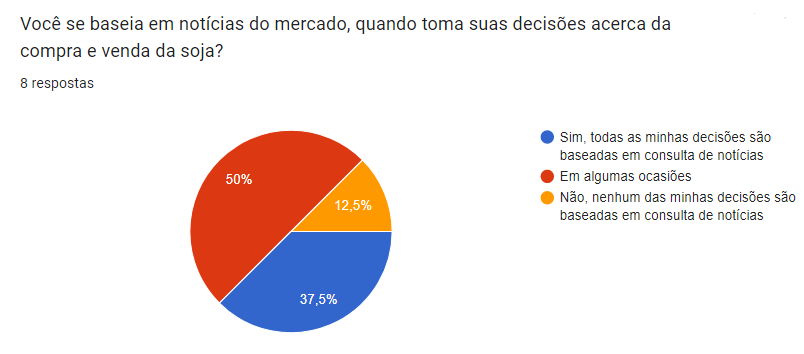 Você se baseia em notícias do mercado, quando toma suas decisões acerca da
compra e venda da soja?
8 respostas
50%
12,5%
37,5%
Sim, todas as minhas decisões são
baseadas em consulta de notícias
Em algumas ocasiões
Não, nenhum das minhas decisões são
baseadas em consulta de notícias